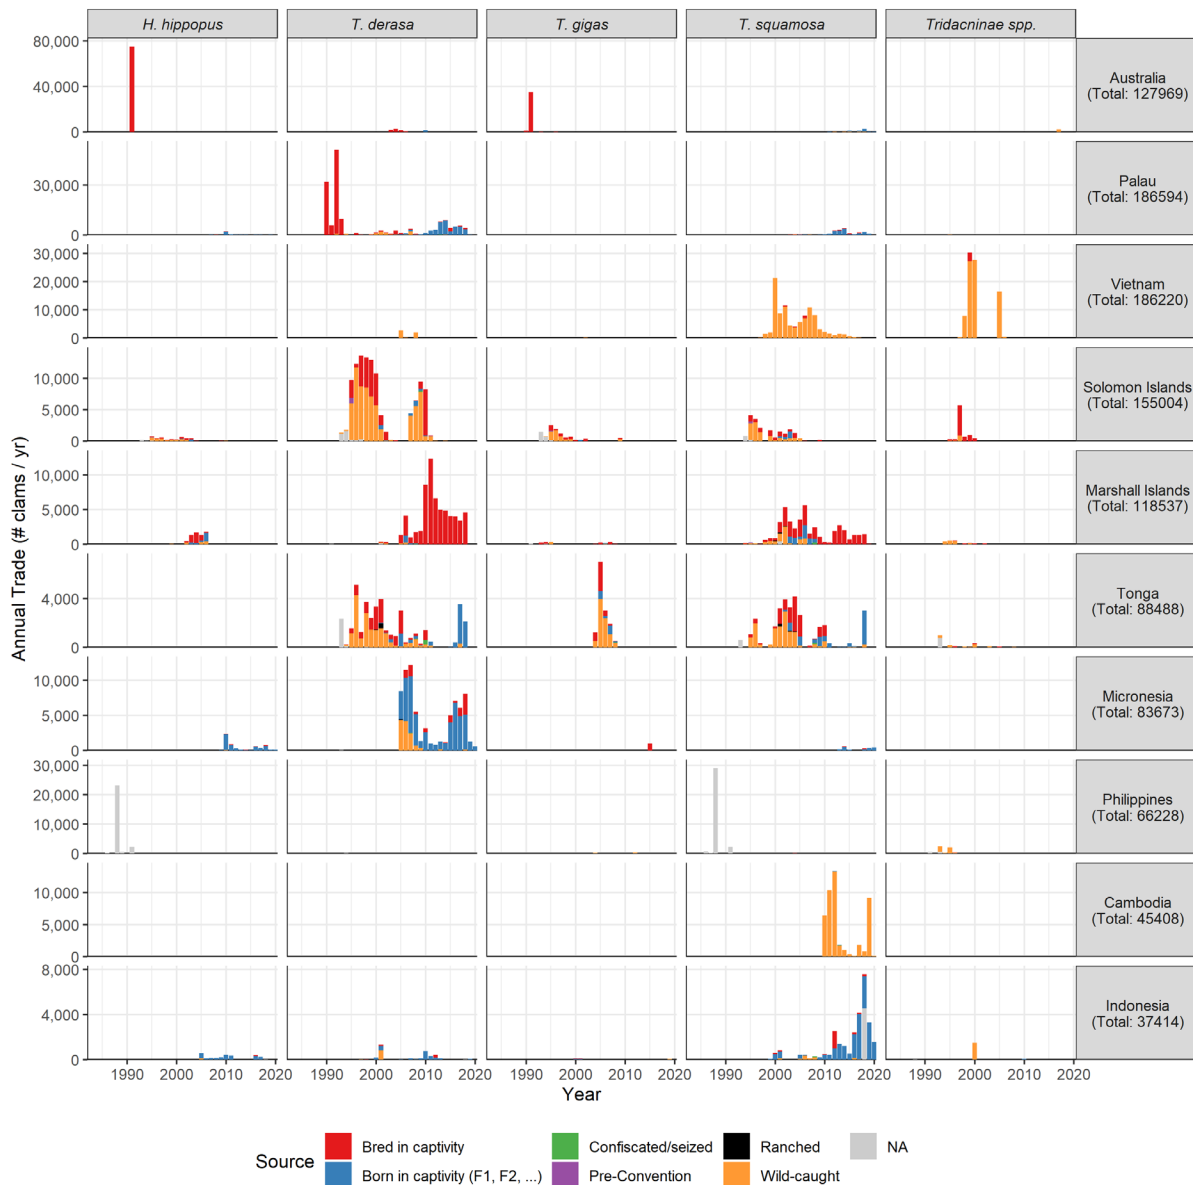 H. hippopus
T. derasa
T. gigas
T. squamosa
Tridacninae spp.
80,000
40,000
0
Australia
(Total: 127969)
30,000
0
Palau
(Total: 186594)
30,000
20,000
10,000
0
Vietnam
(Total: 186220)
10,000
5,000
0
Solomon Islands
(Total: 155004)
10,000
5,000
0
Marshall Islands
(Total: 118537)
4,000
0
Tonga
(Total: 88488)
10,000
5,000
0
Micronesia
(Total: 83673)
30,000
20,000
10,000
0
Philippines
(Total: 66228)
10,000
5,000
0
Cambodia
(Total: 45408)
8,000
4,000
0
Indonesia
(Total: 37414)
Annual Trade (# clams / yr)
1990 2000 2010 2020
1990 2000 2010 2020
1990 2000 2010 2020
1990 2000 2010 2020
1990 2000 2010 2020
Year
Source
Bred in captivity
Confiscated/seized
Ranched
NA
Born in captivity (F1, F2, ...)
Pre-Convention
Wild-caught